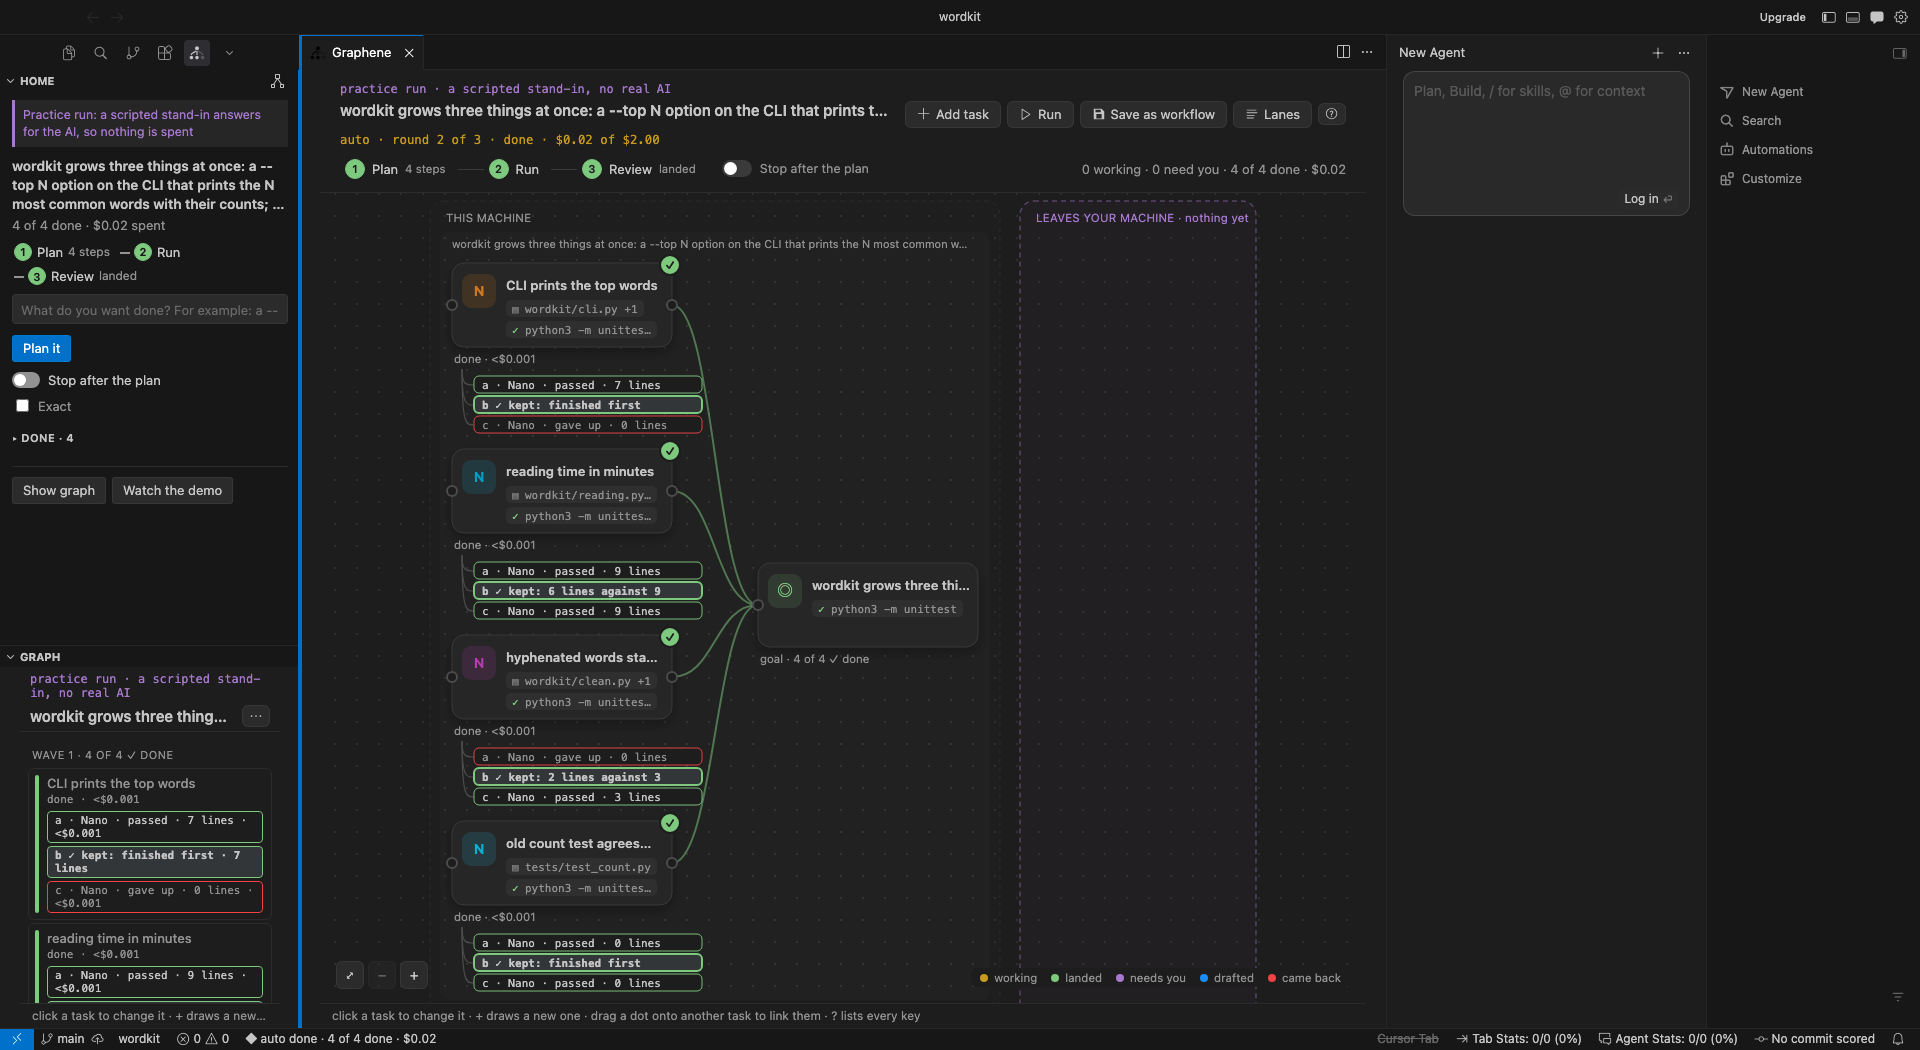 wordkit
Upgrade
HOME
Practice run: a scripted stand-in answers
for the AI, so nothing is spent
wordkit grows three things at once: a --
top N option on the CLI that prints the N
most common words with their counts; ...
4 of 4 done · $0.02 spent
1 Plan 4 steps — 2 Run
— 3 Review landed
What do you want done? For example: a --
Plan it
Stop after the plan
Exact
DONE · 4
Show graph
Watch the demo
GRAPH
practice run · a scripted stand-
in, no real AI
wordkit grows three thing...
WAVE 1 · 4 OF 4 ✓ DONE
CLI prints the top words
done · <$0.001
a · Nano · passed · 7 lines ·
<$0.001
b ✓ kept: finished first · 7
lines
c · Nano · gave up · 0 lines ·
<$0.001
reading time in minutes
done · <$0.001
a · Nano · passed · 9 lines ·
<$0.001
click a task to change it · + draws a new...
Graphene
practice run · a scripted stand-in, no real AI
wordkit grows three things at once: a --top N option on the CLI that prints t...
Add task
Run
Save as workflow
Lanes
auto · round 2 of 3 · done · $0.02 of $2.00
1 Plan 4 steps
2 Run
3 Review landed
Stop after the plan
0 working · 0 need you · 4 of 4 done · $0.02
THIS MACHINE
wordkit grows three things at once: a --top N option on the CLI that prints the N most common w...
N
CLI prints the top words
wordkit/cli.py +1
✓ python3 -m unittes…
done · <$0.001
a · Nano · passed · 7 lines
b ✓ kept: finished first
c · Nano · gave up · 0 lines
N
reading time in minutes
wordkit/reading.py…
✓ python3 -m unittes…
done · <$0.001
a · Nano · passed · 9 lines
b ✓ kept: 6 lines against 9
c · Nano · passed · 9 lines
N
hyphenated words sta...
wordkit/clean.py +1
✓ python3 -m unittes…
done · <$0.001
a · Nano · gave up · 0 lines
b ✓ kept: 2 lines against 3
c · Nano · passed · 3 lines
N
old count test agrees...
tests/test_count.py
✓ python3 -m unittes…
done · <$0.001
a · Nano · passed · 0 lines
b ✓ kept: finished first
c · Nano · passed · 0 lines
wordkit grows three thi...
✓ python3 -m unittest
goal · 4 of 4 ✓ done
LEAVES YOUR MACHINE · nothing yet
working
landed
needs you
drafted
came back
click a task to change it · + draws a new one · drag a dot onto another task to link them · ? lists every key
New Agent
Plan, Build, / for skills, @ for context
Log in
New Agent
Search
Automations
Customize
main
wordkit
0
0
auto done · 4 of 4 done · $0.02
Cursor Tab
Tab Stats: 0/0 (0%)
Agent Stats: 0/0 (0%)
No commit scored